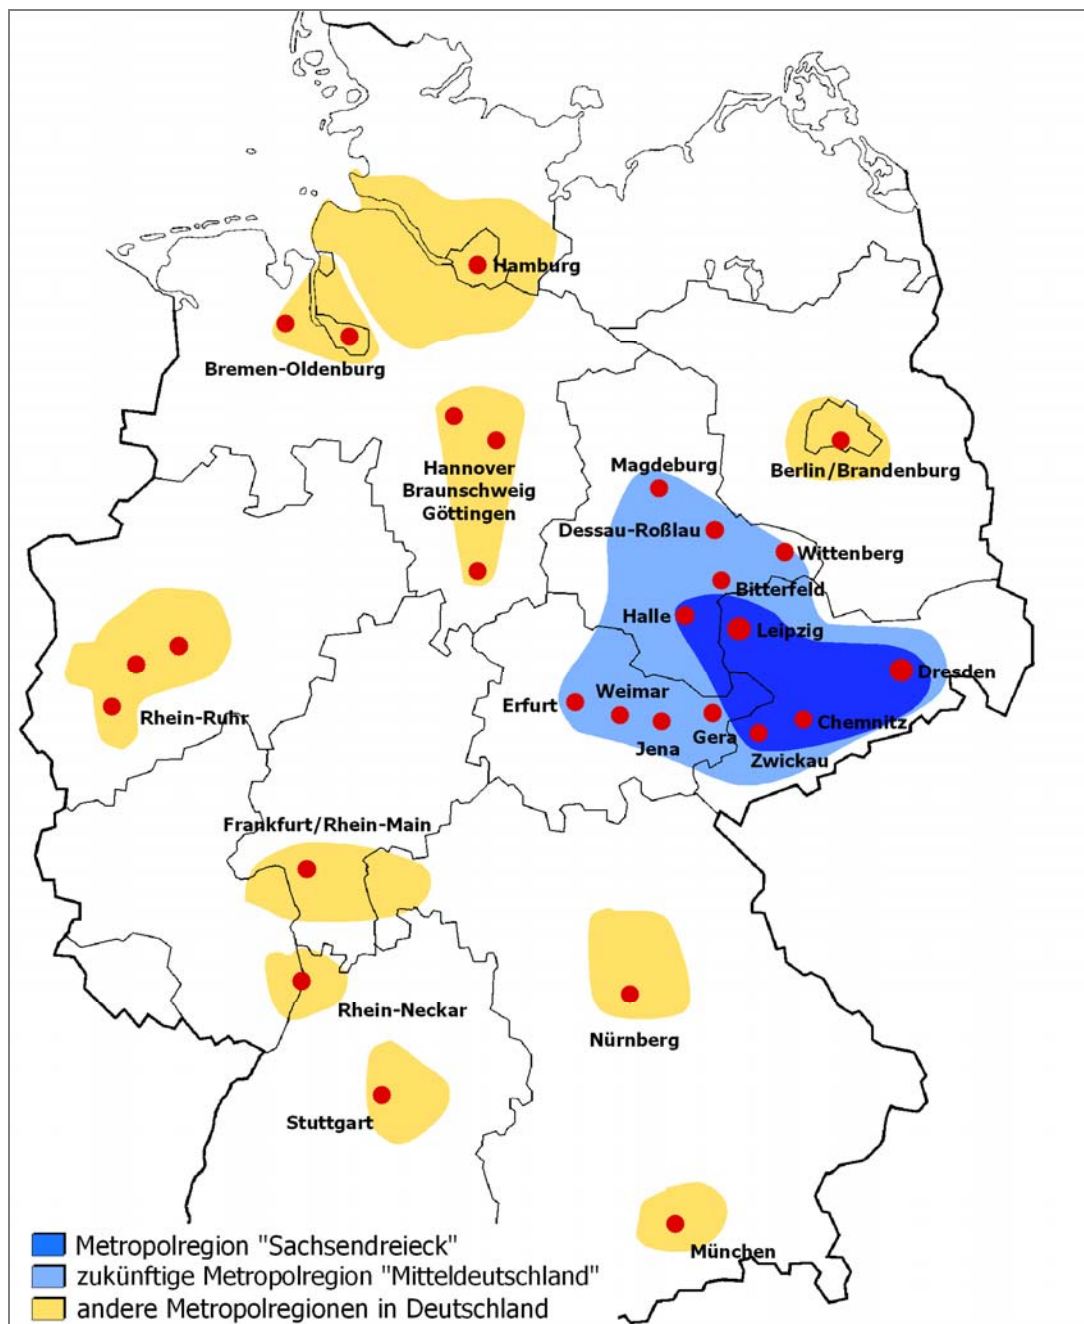 Hamburg
Bremen-Oldenburg
Hannover
Braunschweig
Göttingen
Magdeburg
Berlin/Brandenburg
Dessau-Roßlau
Wittenberg
Bitterfeld
Halle
Leipzig
Dresden
Rhein-Ruhr
Erfurt
Weimar
Jena
Gera
Chemnitz
Zwickau
Frankfurt/Rhein-Main
Rhein-Neckar
Nürnberg
Stuttgart
München
Metropolregion "Sachsendreieck"
zukünftige Metropolregion "Mitteldeutschland"
andere Metropolregionen in Deutschland